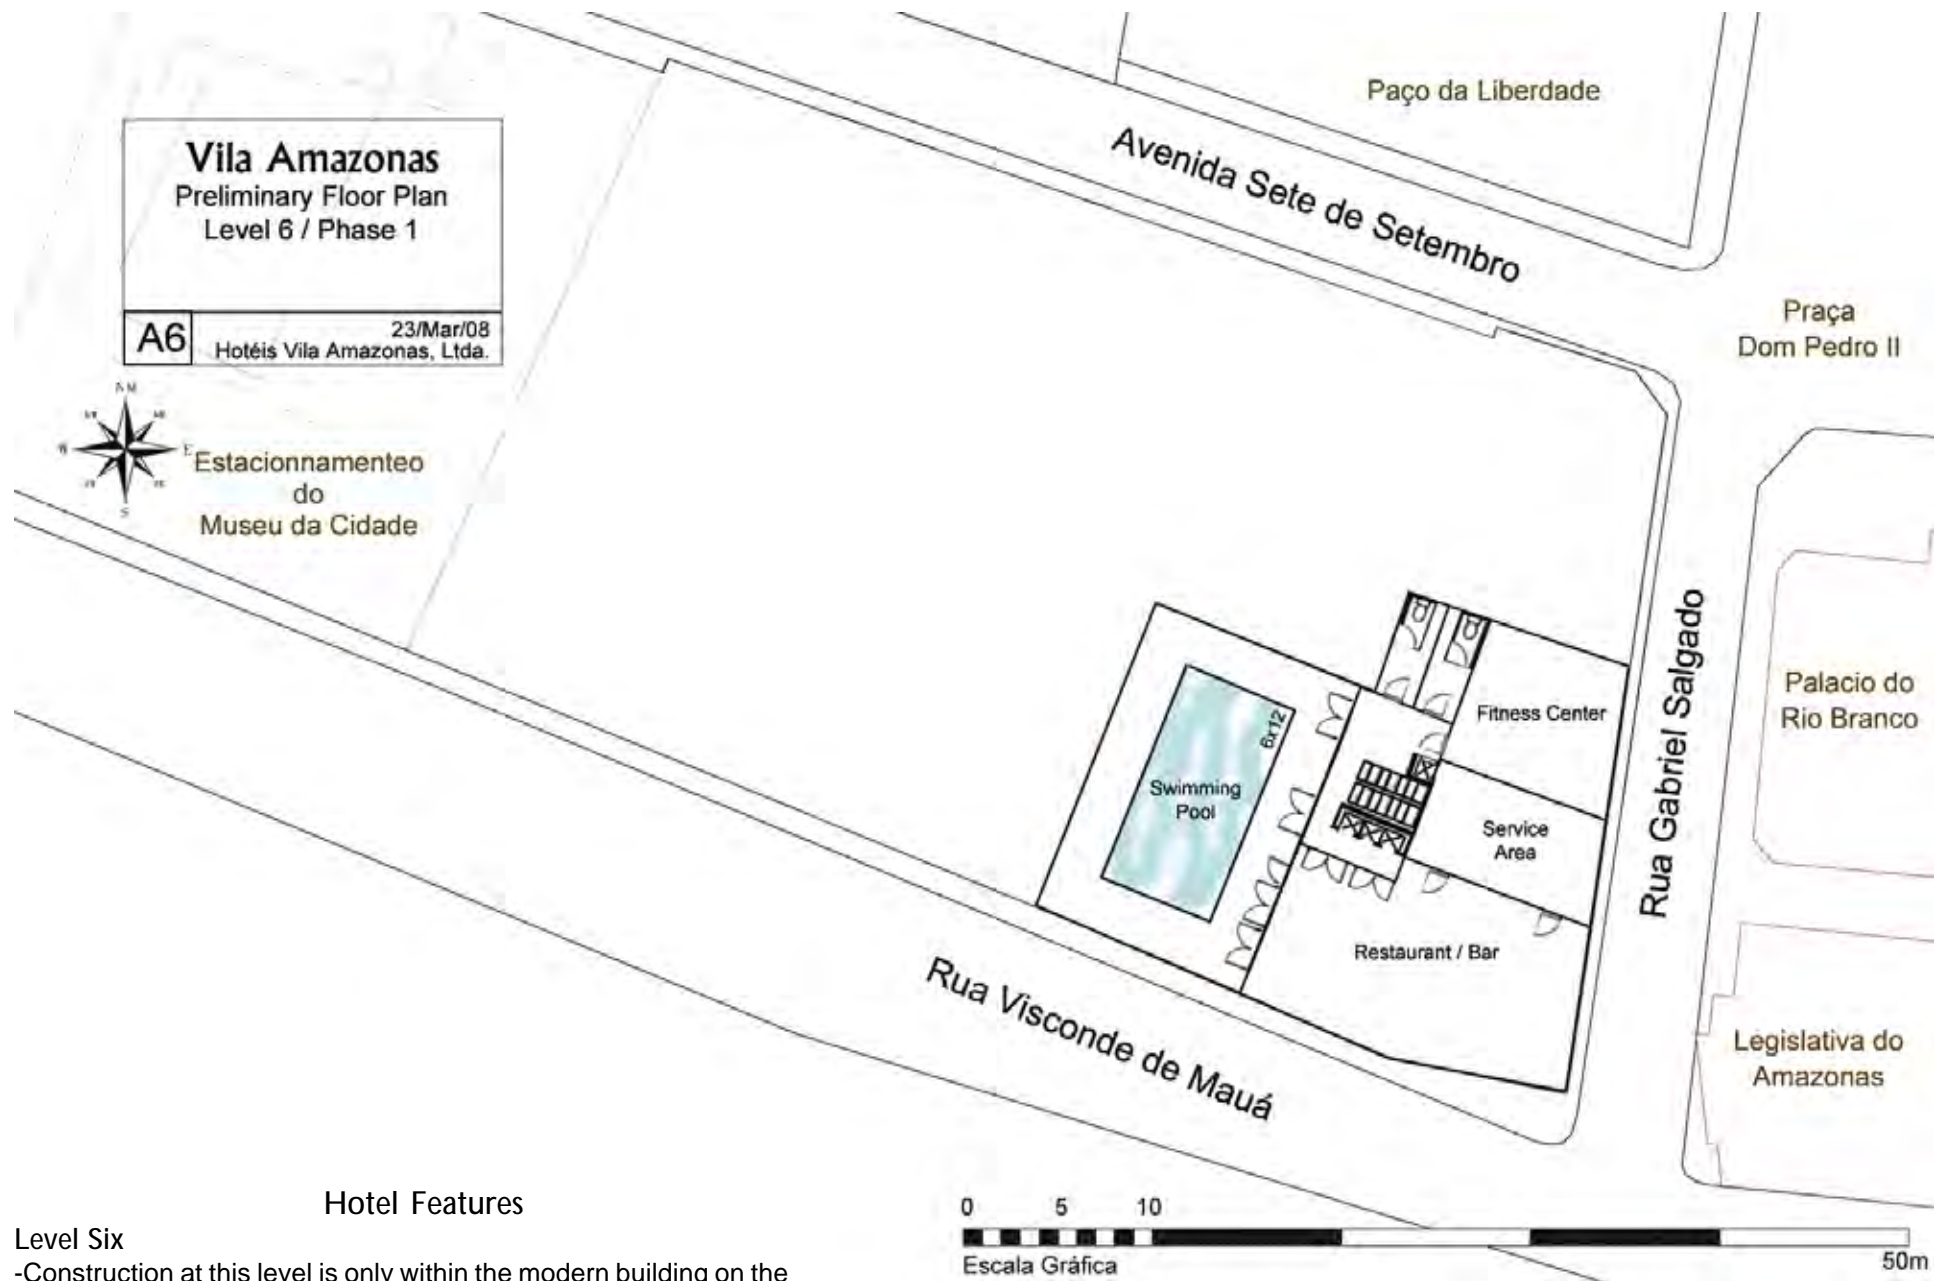 Paço da Liberdade
Avenida Sete de Setembro
Vila Amazonas
Preliminary Floor Plan
Level 6 / Phase 1
A6
23/Mar/08
Hotéis Vila Amazonas, Ltda.
Praça
Dom Pedro II
E
S
Estacionnamenteo
do
Museu da Cidade
Rua Gabriel Salgado
Palacio do
Rio Branco
Fitness Center
6x12
Swimming
Pool
Service
Area
Restaurant / Bar
Rua Visconde de Mauá
Legislativa do
Amazonas
Hotel Features
Level Six
-Construction at this level is only within the modern building on the
0 5 10
50m
Escala Gráfica